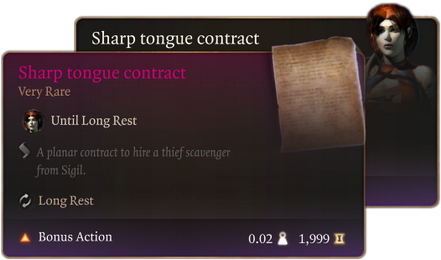 Sharp tongue contract
Sharp tongue contract
Very Rare
Until Long Rest
A planar contract to hire a thief scavenger
from Sigil.
Long Rest
Bonus Action
0.02 1,999